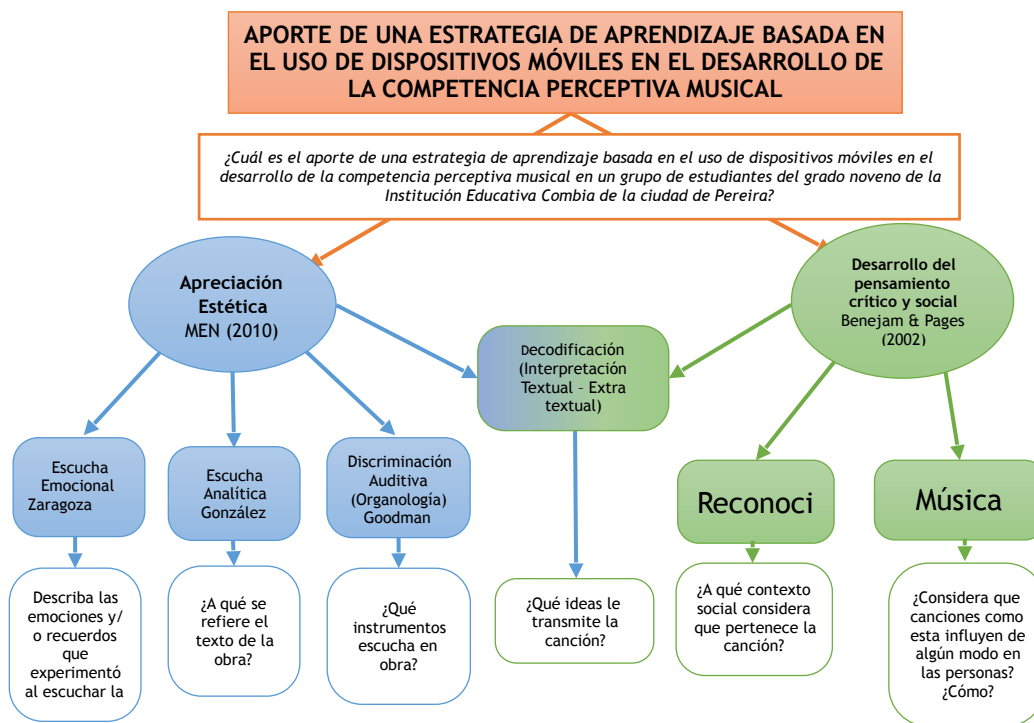 APORTE DE UNA ESTRATEGIA DE APRENDIZAJE BASADA EN
EL USO DE DISPOSITIVOS MÓVILES EN EL DESARROLLO DE
LA COMPETENCIA PERCEPTIVA MUSICAL
¿Cuál es el aporte de una estrategia de aprendizaje basada en el uso de dispositivos móviles en el
desarrollo de la competencia perceptiva musical en un grupo de estudiantes del grado noveno de la
Institución Educativa Combia de la ciudad de Pereira?
Apreciación
Estética
MEN (2010)
Desarrollo del
pensamiento
crítico y social
Benejam & Pages
(2002)
Decodificación
(Interpretación
Textual - Extra
textual)
Escucha
Emocional
Zaragoza
Escucha
Analítica
González
Discriminación
Auditiva
(Organología)
Goodman
Reconoci
Música
Describa las
emociones y/
o recuerdos
que
experimentó
al escuchar la
¿A qué se
refiere el
texto de la
obra?
¿Qué
instrumentos
escucha en
obra?
¿Qué ideas le
transmite la
canción?
¿A qué contexto
social considera
que pertenece la
canción?
¿Considera que
canciones como
esta influyen de
algún modo en
las personas?
¿Cómo?